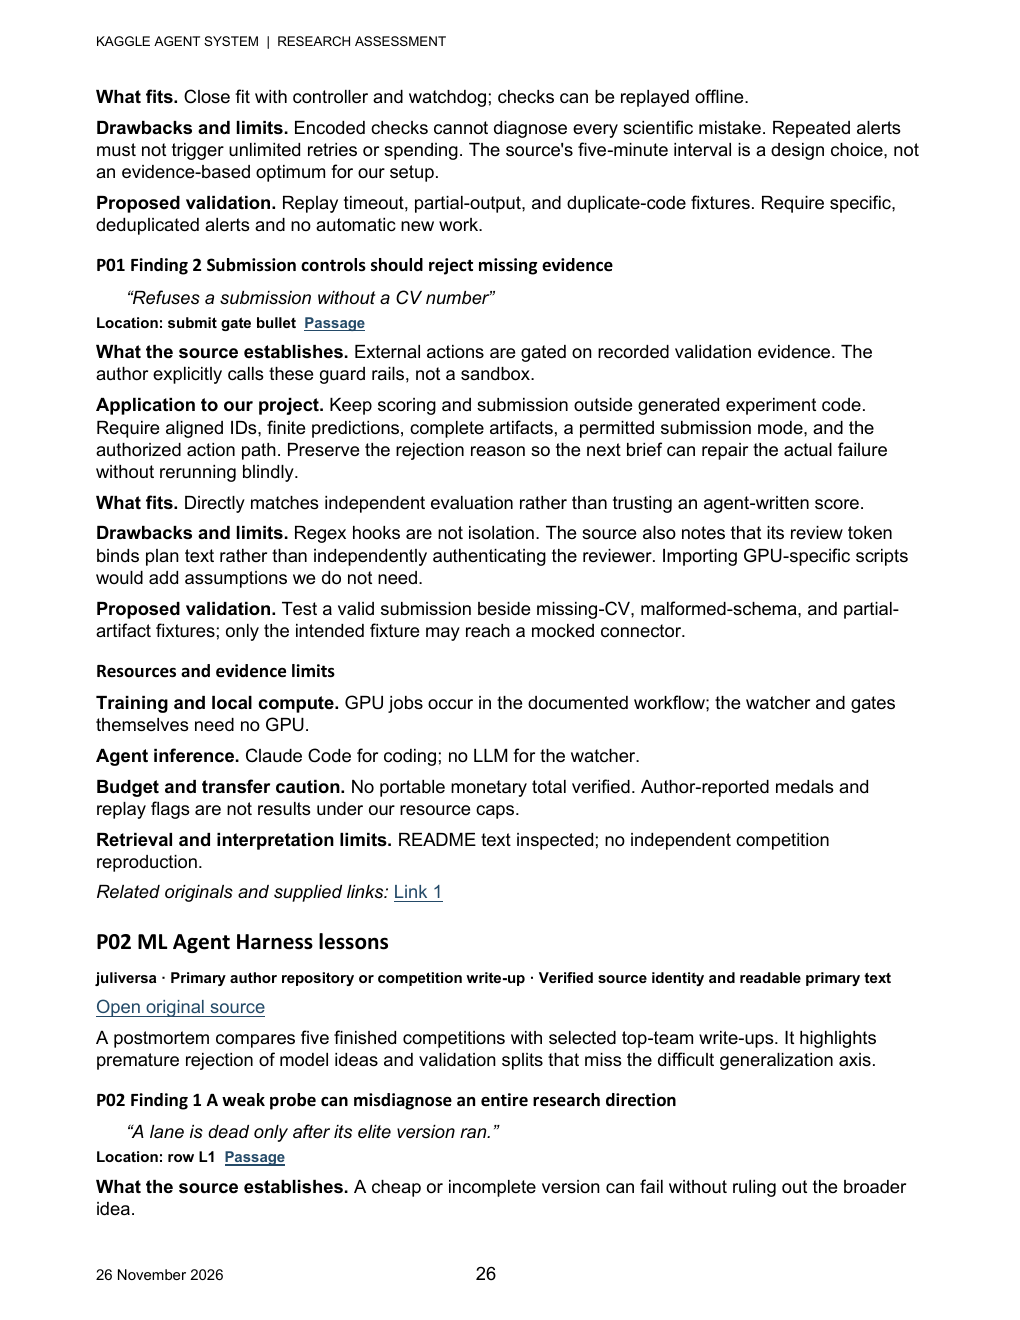 KAGGLE AGENT SYSTEM | RESEARCH ASSESSMENT
What fits. Close fit with controller and watchdog; checks can be replayed offline.
Drawbacks and limits. Encoded checks cannot diagnose every scientific mistake. Repeated alerts
must not trigger unlimited retries or spending. The source's five-minute interval is a design choice, not
an evidence-based optimum for our setup.
Proposed validation. Replay timeout, partial-output, and duplicate-code fixtures. Require specific,
deduplicated alerts and no automatic new work.
P01 Finding 2 Submission controls should reject missing evidence
“Refuses a submission without a CV number”
Location: submit gate bullet Passage
What the source establishes. External actions are gated on recorded validation evidence. The
author explicitly calls these guard rails, not a sandbox.
Application to our project. Keep scoring and submission outside generated experiment code.
Require aligned IDs, finite predictions, complete artifacts, a permitted submission mode, and the
authorized action path. Preserve the rejection reason so the next brief can repair the actual failure
without rerunning blindly.
What fits. Directly matches independent evaluation rather than trusting an agent-written score.
Drawbacks and limits. Regex hooks are not isolation. The source also notes that its review token
binds plan text rather than independently authenticating the reviewer. Importing GPU-specific scripts
would add assumptions we do not need.
Proposed validation. Test a valid submission beside missing-CV, malformed-schema, and partial-
artifact fixtures; only the intended fixture may reach a mocked connector.
Resources and evidence limits
Training and local compute. GPU jobs occur in the documented workflow; the watcher and gates
themselves need no GPU.
Agent inference. Claude Code for coding; no LLM for the watcher.
Budget and transfer caution. No portable monetary total verified. Author-reported medals and
replay flags are not results under our resource caps.
Retrieval and interpretation limits. README text inspected; no independent competition
reproduction.
Related originals and supplied links: Link 1
P02 ML Agent Harness lessons
juliversa · Primary author repository or competition write-up · Verified source identity and readable primary text
Open original source
A postmortem compares five finished competitions with selected top-team write-ups. It highlights
premature rejection of model ideas and validation splits that miss the difficult generalization axis.
P02 Finding 1 A weak probe can misdiagnose an entire research direction
“A lane is dead only after its elite version ran.”
Location: row L1 Passage
What the source establishes. A cheap or incomplete version can fail without ruling out the broader
idea.
26 November 2026
26